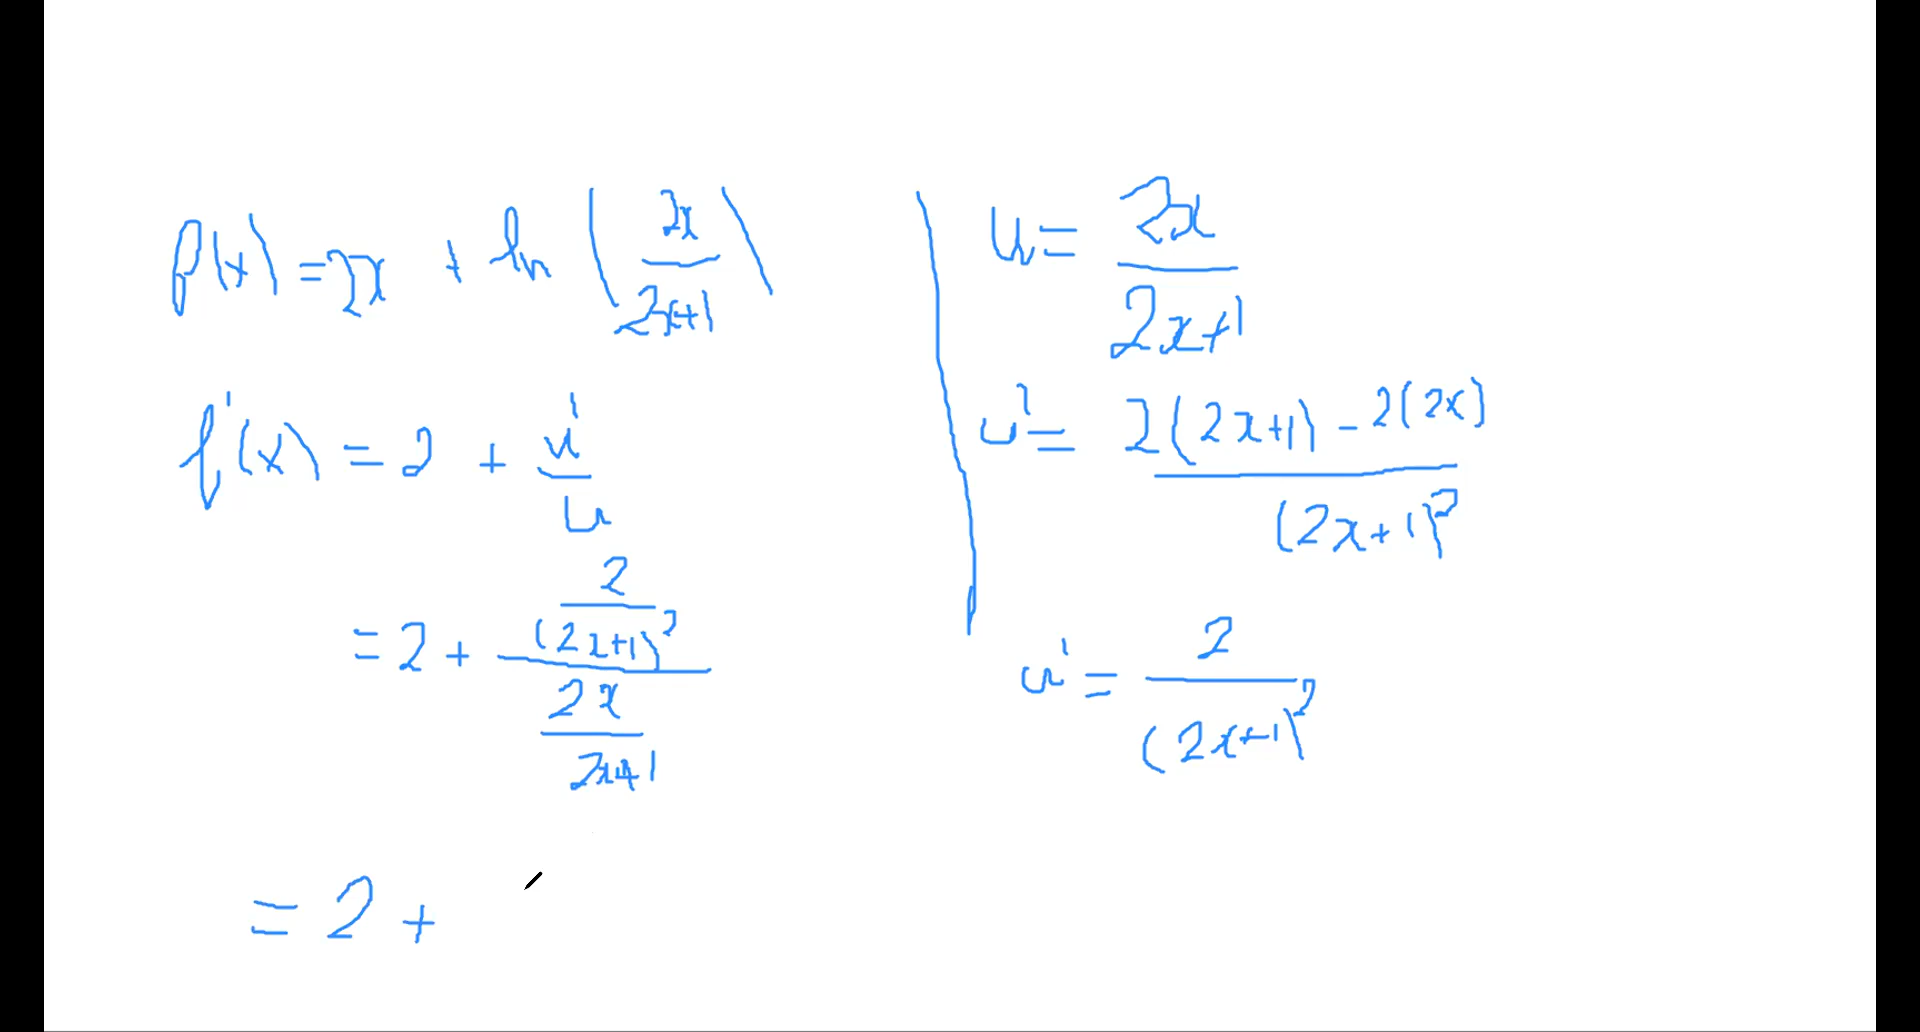 f(x) = 2x + ln (2x/(2x+1))
f'(x) = 2 + u'/u
= 2 + (2/(2x+1)²)/(2x/(2x+1))
= 2 +
u = 2x/(2x+1)
u' = (2(2x+1) - 2(2x))/(2x+1)²
u' = 2/(2x+1)²